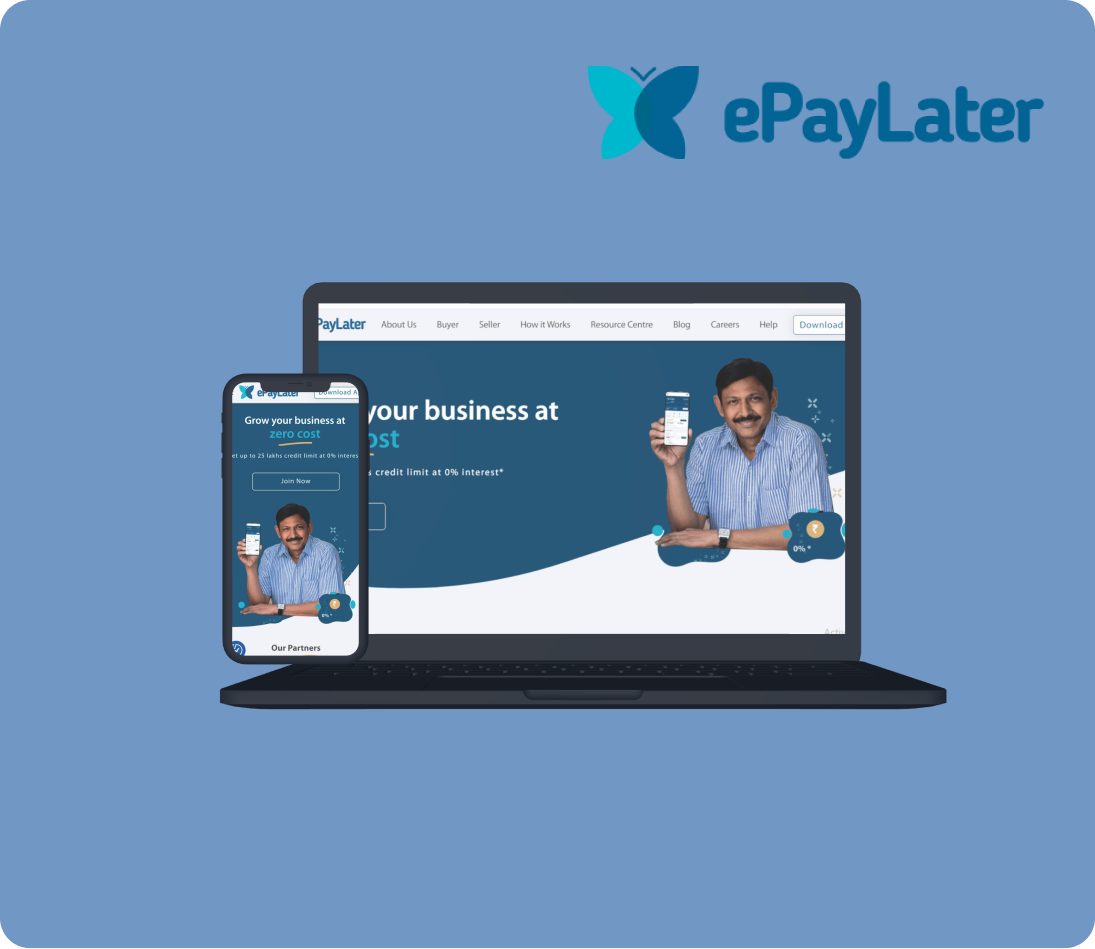 ePayLater
PayLater About Us Buyer Seller How it Works Resource Centre Blog Careers Help Download
your business at
ost
credit limit at 0% interest*
0% *
ePayLater Download A
Grow your business at
zero cost
et up to 25 lakhs credit limit at 0% interes
Join Now
0% *
Our Partners